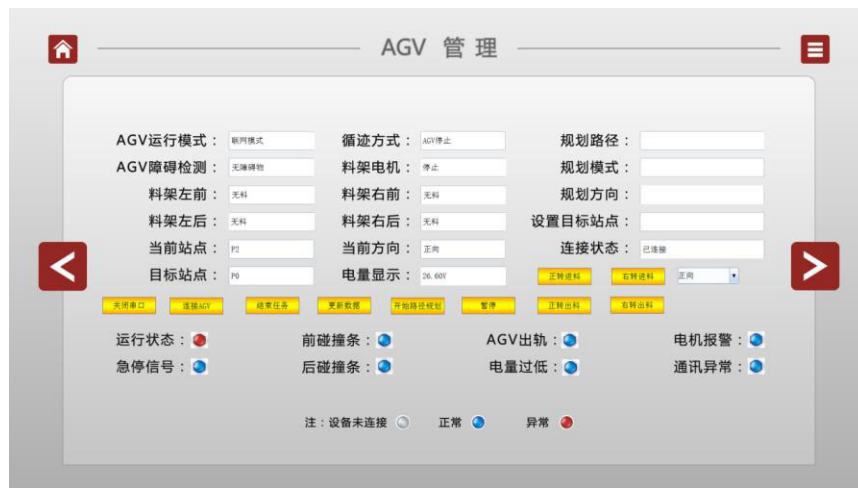 AGV 管理
AGV运行模式： 联网模式 循迹方式： AGV停止 规划路径：
AGV障碍检测： 无障碍物 料架电机： 停止 规划模式：
料架左前： 无料 料架右前： 无料 规划方向：
料架左后： 无料 料架右后： 无料 设置目标站点：
当前站点： P2 当前方向： 正向 连接状态： 已连接
目标站点： P0 电量显示： 26.60V 正转进料 右转进料 正向
关闭串口 连接AGV 结束任务 更新数据 开始路径规划 暂停 正转出料 右转出料
运行状态： 前碰撞条： AGV出轨： 电机报警：
急停信号： 后碰撞条： 电量过低： 通讯异常：
注：设备未连接 正常 异常